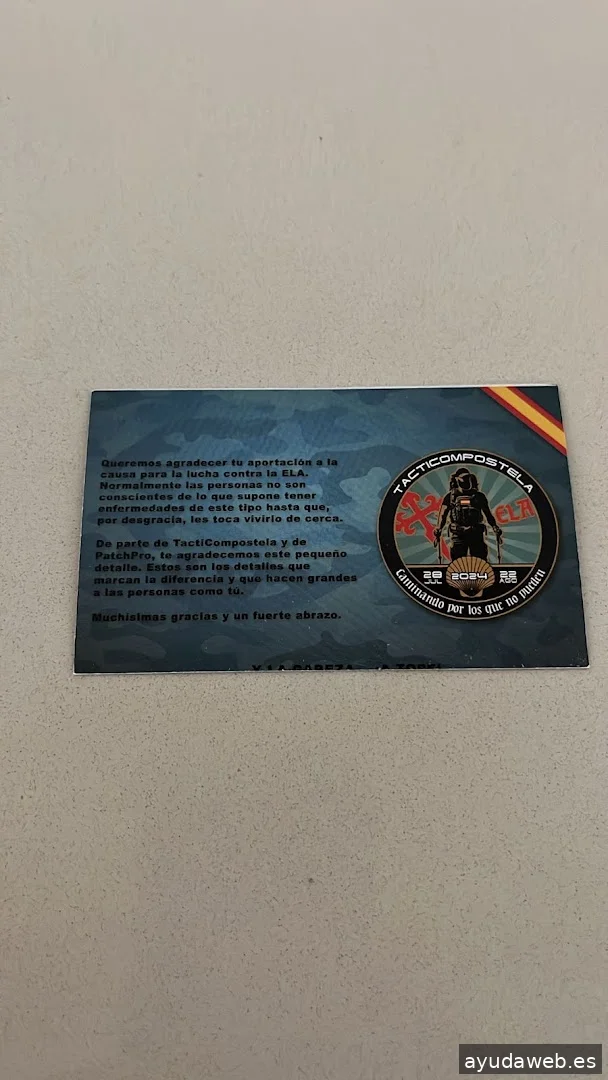 Queremos agradecer tu aportación a la
causa para la lucha contra la ELA.
Normalmente las personas no son
conscientes de lo que supone tener
enfermedades de este tipo hasta que,
por desgracia, les toca vivirlo de cerca.
De parte de TactiCompostela y de
PatchPro, te agradecemos este pequeño
detalle. Estos son los detalles que
marcan la diferencia y que hacen grandes
a las personas como tú.
Muchísimas gracias y un fuerte abrazo.
Y LA CABEZA
TACTICOMPOSTELA
ELA
28 JUL
2024
22 AGO
Caminando por los que no pueden
ayudaweb.es